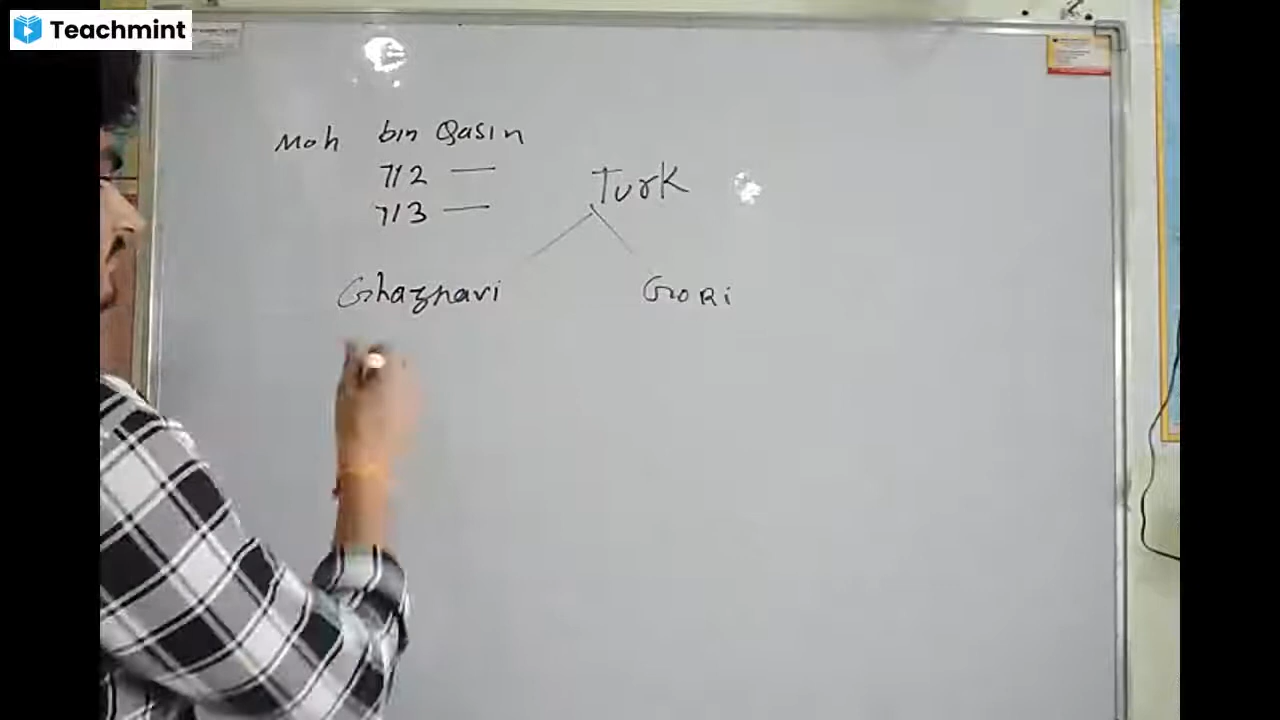 Teachmint
Moh bin Qasin
712 —
713 —
Turk
Ghaznavi
Gori